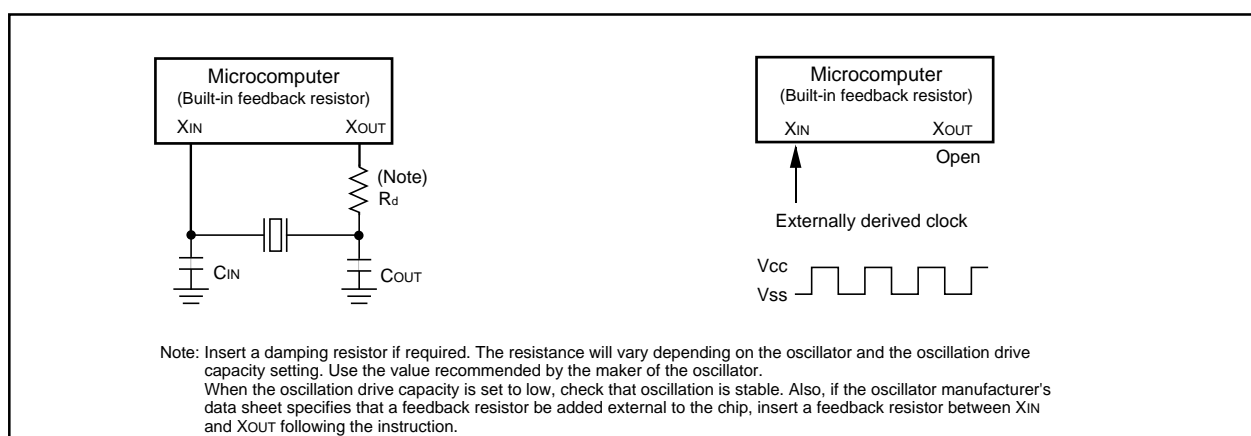 Microcomputer
(Built-in feedback resistor)
XIN XOUT
(Note)
Rd
CIN
COUT
Microcomputer
(Built-in feedback resistor)
XIN XOUT
Open
Externally derived clock
Vcc
Vss
Note: Insert a damping resistor if required. The resistance will vary depending on the oscillator and the oscillation drive
capacity setting. Use the value recommended by the maker of the oscillator.
When the oscillation drive capacity is set to low, check that oscillation is stable. Also, if the oscillator manufacturer's
data sheet specifies that a feedback resistor be added external to the chip, insert a feedback resistor between XIN
and XOUT following the instruction.